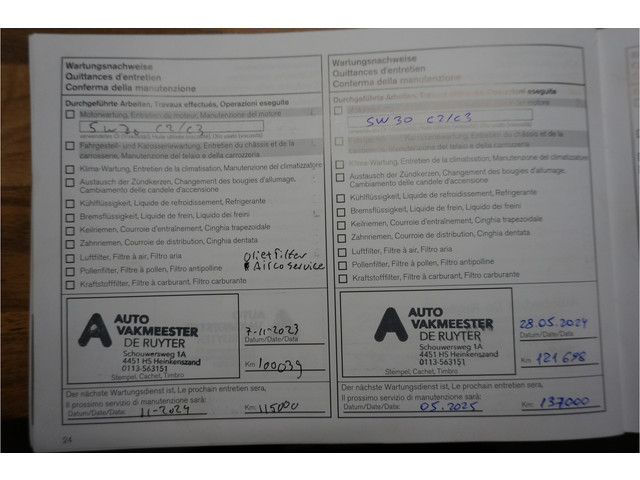 Wartungsnachweise
Quittances d'entretien
Conferma della manutenzione
Durchgeführte Arbeiten, Travaux effectués, Operazioni eseguite
Motorwartung, Entretien du moteur, Manutenzione del motore
5W30 C2/C3
Fahrgestell- und Karosseriewartung, Entretien du châssis et de la
carrosserie, Manutenzione del telaio e della carrozzeria
Klima-Wartung, Entretien de la climatisation, Manutenzione del climatizzatore
Austausch der Zündkerzen, Changement des bougies d'allumage,
Cambiamento delle candele d'accensione
Kühlflüssigkeit, Liquide de refroidissement, Refrigerante
Bremsflüssigkeit, Liquide de frein, Liquido dei freini
Keilriemen, Courroie d'entraînement, Cinghia trapezoidale
Zahnriemen, Courroie de distribution, Cinghia dentata
Luftfilter, Filtre à air, Filtro aria
Oliefilter
Pollenfilter, Filtre à pollen, Filtro antipolline
Aircoservice
Kraftstofffilter, Filtre à carburant, Filtro carburante
AUTO
VAKMEESTER
DE RUYTER
Schouwersweg 1A
4451 HS Heinkenszand
0113-563151
Stempel, Cachet, Timbro
7-11-2023
Datum/Date/Data:
Km: 100039
Der nächste Wartungsdienst ist, Le prochain entretien sera,
Il prossimo servizio di manutenzione sarà:
Datum/Date/Data: 11-2024 Km: 115000
24
Wartungsnachweise
Quittances d'entretien
Conferma della manutenzione
Durchgeführte Arbeiten, Travaux effectués, Operazioni eseguite
5W30 C2/C3
Klima-Wartung, Entretien de la climatisation, Manutenzione del climatizzatore
Austausch der Zündkerzen, Changement des bougies d'allumage,
Cambiamento delle candele d'accensione
Kühlflüssigkeit, Liquide de refroidissement, Refrigerante
Bremsflüssigkeit, Liquide de frein, Liquido dei freini
Keilriemen, Courroie d'entraînement, Cinghia trapezoidale
Zahnriemen, Courroie de distribution, Cinghia dentata
Luftfilter, Filtre à air, Filtro aria
Pollenfilter, Filtre à pollen, Filtro antipolline
Kraftstofffilter, Filtre à carburant, Filtro carburante
AUTO
VAKMEESTER
DE RUYTER
Schouwersweg 1A
4451 HS Heinkenszand
0113-563151
Stempel, Cachet, Timbro
28.05.2024
Datum/Date/Data:
Km: 121698
Der nächste Wartungsdienst ist, Le prochain entretien sera,
Il prossimo servizio di manutenzione sarà:
Datum/Date/Data: 05.2025 Km: 137000